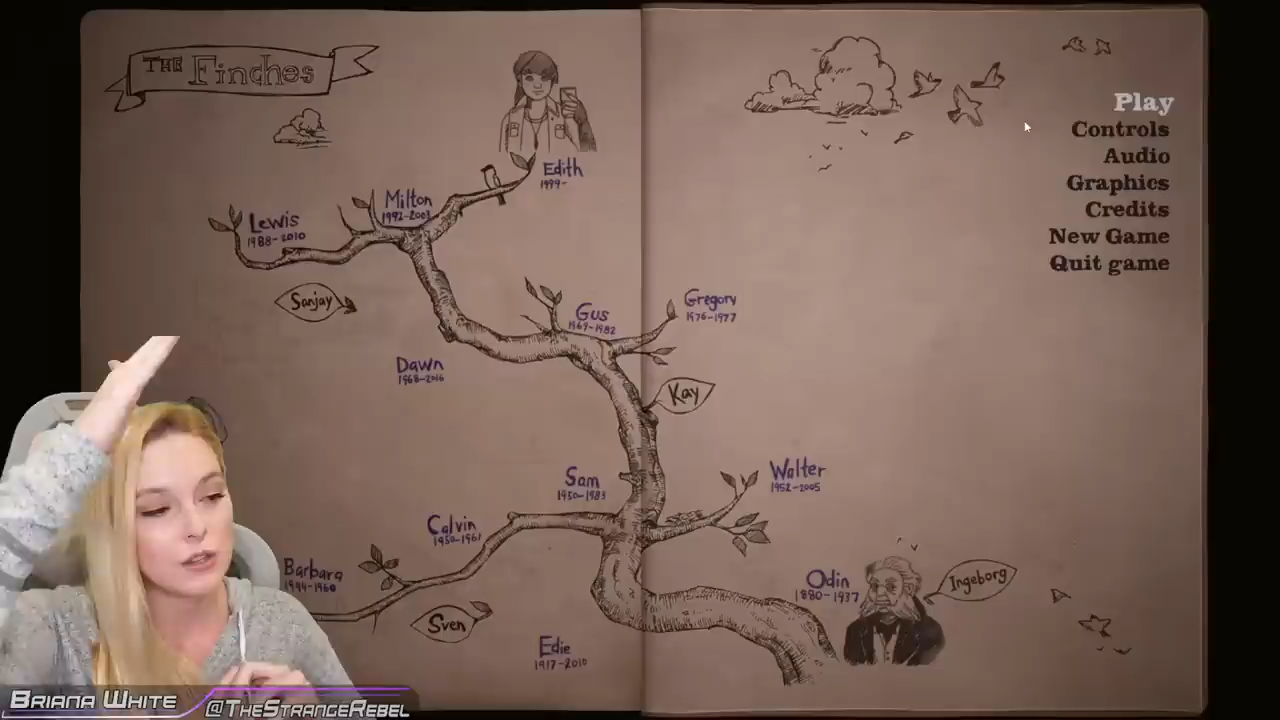 THE Finches
Play
Controls
Audio
Graphics
Credits
New Game
Quit game
Edith
1999-
Milton
1992-2003
Lewis
1988-2010
Sanjay
Gus
1969-1982
Gregory
1976-1977
Dawn
1968-2016
Kay
Sam
1950-1983
Walter
1952-2005
Calvin
1950-1961
Barbara
1944-1960
Sven
Odin
1880-1937
Ingeborg
Edie
1917-2010
BRIANA WHITE
@THESTRANGEREBEL